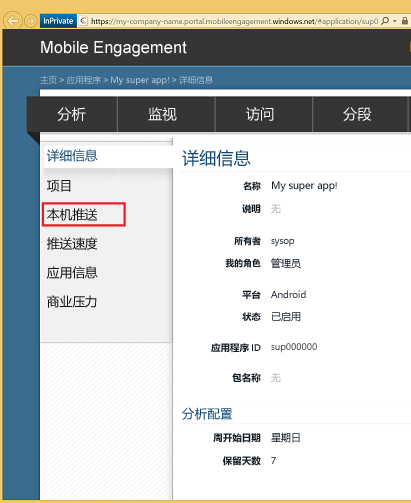 InPrivate https://my-company-name.portal.mobileengagement.windows.net/#application/sup0
Mobile Engagement
主页 > 应用程序 > My super app! > 详细信息
分析 监视 访问 分段
详细信息
项目
本机推送
推送速度
应用信息
商业压力
详细信息
名称 My super app!
说明 无
所有者 sysop
我的角色 管理员
平台 Android
状态 已启用
应用程序 ID sup000000
包名称 无
分析配置
周开始日期 星期日
保留天数 7